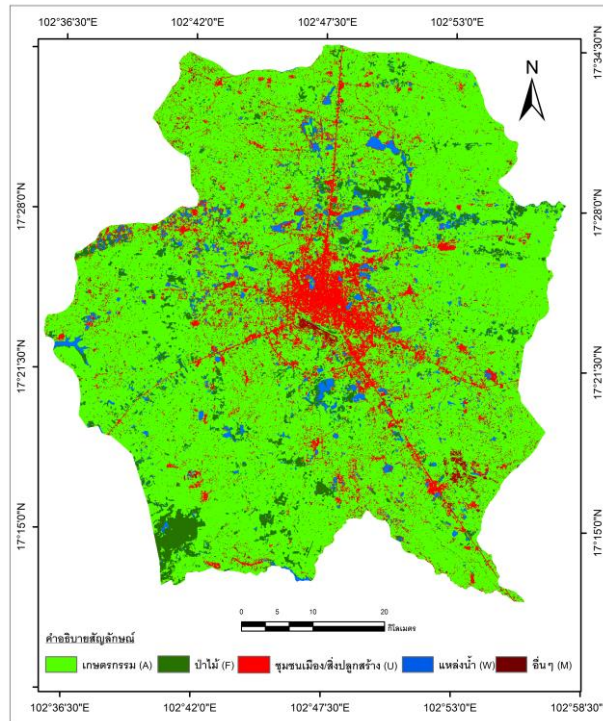 102°36'30"E 102°42'0"E 102°47'30"E 102°53'0"E
17°34'30"N
N
17°28'0"N 17°28'0"N
17°21'30"N 17°21'30"N
17°15'0"N 17°15'0"N
0 5 10 20
กิโลเมตร
คำอธิบายสัญลักษณ์
เกษตรกรรม (A) ป่าไม้ (F) ชุมชนเมือง/สิ่งปลูกสร้าง (U) แหล่งน้ำ (W) อื่นๆ (M)
102°36'30"E 102°42'0"E 102°47'30"E 102°53'0"E 102°58'30"E